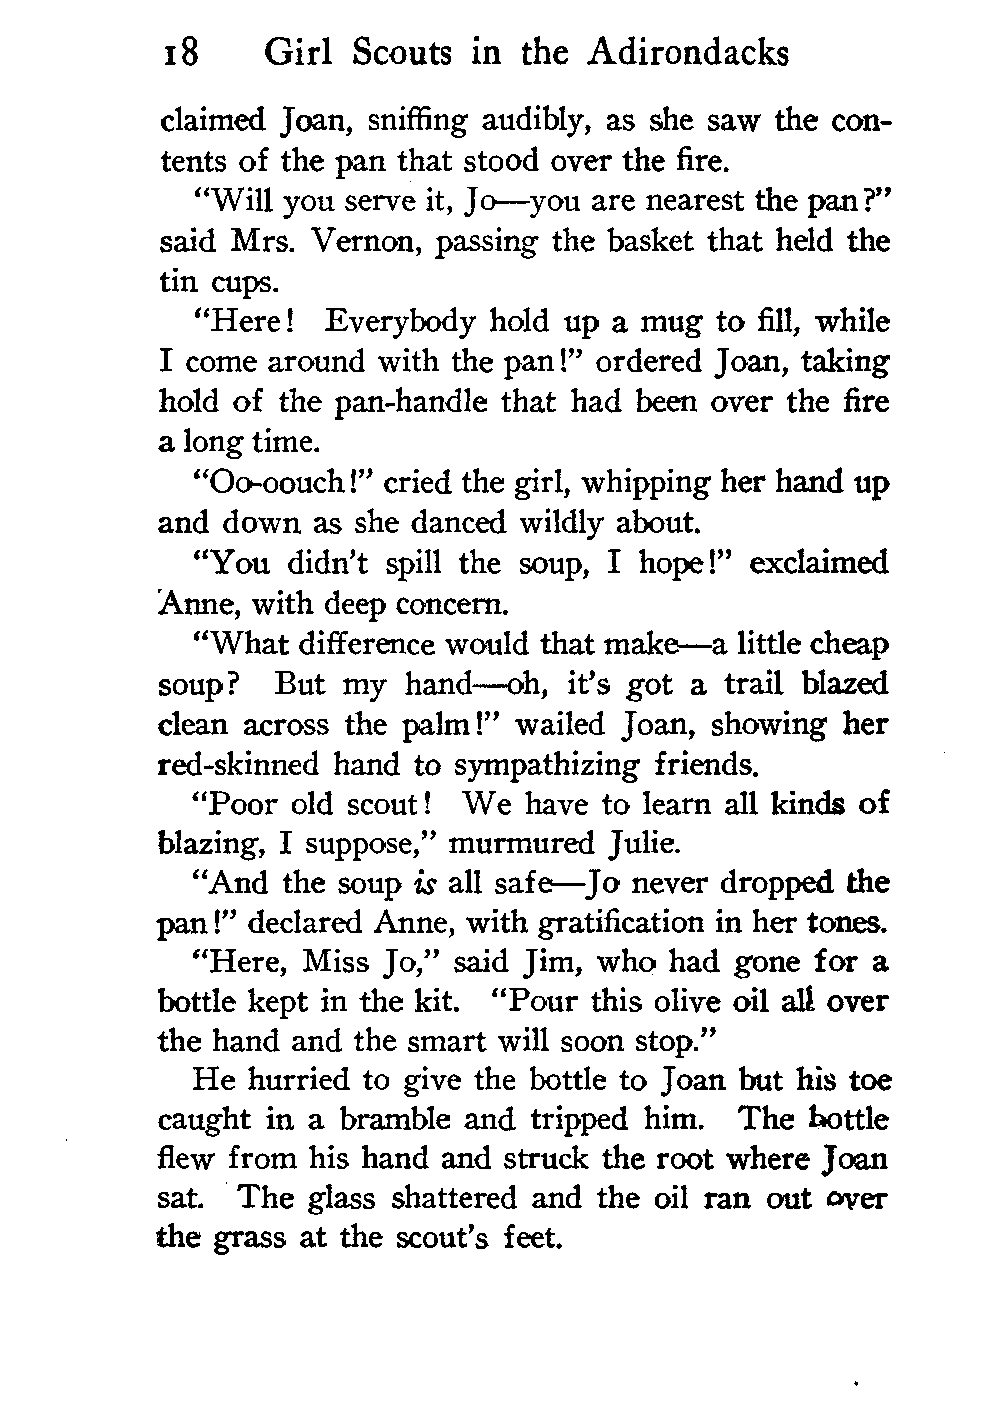 18 Girl Scouts in the Adirondacks
claimed Joan, sniffing audibly, as she saw the con-
tents of the pan that stood over the fire.
"Will you serve it, Jo—you are nearest the pan?"
said Mrs. Vernon, passing the basket that held the
tin cups.
"Here! Everybody hold up a mug to fill, while
I come around with the pan!" ordered Joan, taking
hold of the pan-handle that had been over the fire
a long time.
"Oo-oouch!" cried the girl, whipping her hand up
and down as she danced wildly about.
"You didn't spill the soup, I hope!" exclaimed
Anne, with deep concern.
"What difference would that make—a little cheap
soup? But my hand—oh, it's got a trail blazed
clean across the palm!" wailed Joan, showing her
red-skinned hand to sympathizing friends.
"Poor old scout! We have to learn all kinds of
blazing, I suppose," murmured Julie.
"And the soup is all safe—Jo never dropped the
pan!" declared Anne, with gratification in her tones.
"Here, Miss Jo," said Jim, who had gone for a
bottle kept in the kit. "Pour this olive oil all over
the hand and the smart will soon stop."
He hurried to give the bottle to Joan but his toe
caught in a bramble and tripped him. The bottle
flew from his hand and struck the root where Joan
sat. The glass shattered and the oil ran out over
the grass at the scout's feet.